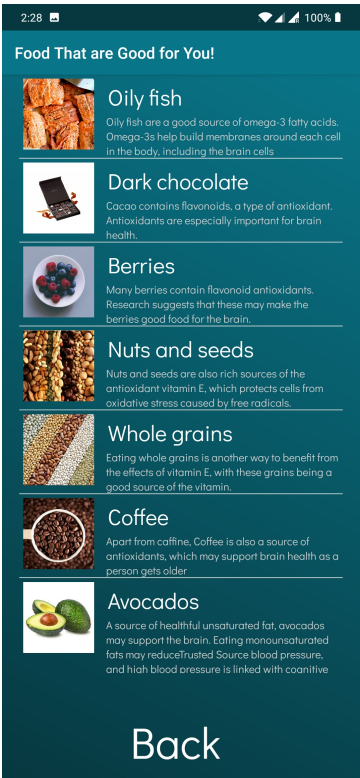 2:28
100%
Food That are Good for You!
Oily fish
Oily fish are a good source of omega-3 fatty acids.
Omega-3s help build membranes around each cell
in the body, including the brain cells
Dark chocolate
Cacao contains flavonoids, a type of antioxidant.
Antioxidants are especially important for brain
health.
Berries
Many berries contain flavonoid antioxidants.
Research suggests that these may make the
berries good food for the brain.
Nuts and seeds
Nuts and seeds are also rich sources of the
antioxidant vitamin E, which protects cells from
oxidative stress caused by free radicals.
Whole grains
Eating whole grains is another way to benefit from
the effects of vitamin E, with these grains being a
good source of the vitamin.
Coffee
Apart from caffine, Coffee is also a source of
antioxidants, which may support brain health as a
person gets older
Avocados
A source of healthful unsaturated fat, avocados
may support the brain. Eating monounsaturated
fats may reduceTrusted Source blood pressure,
and high blood pressure is linked with cognitive
Back